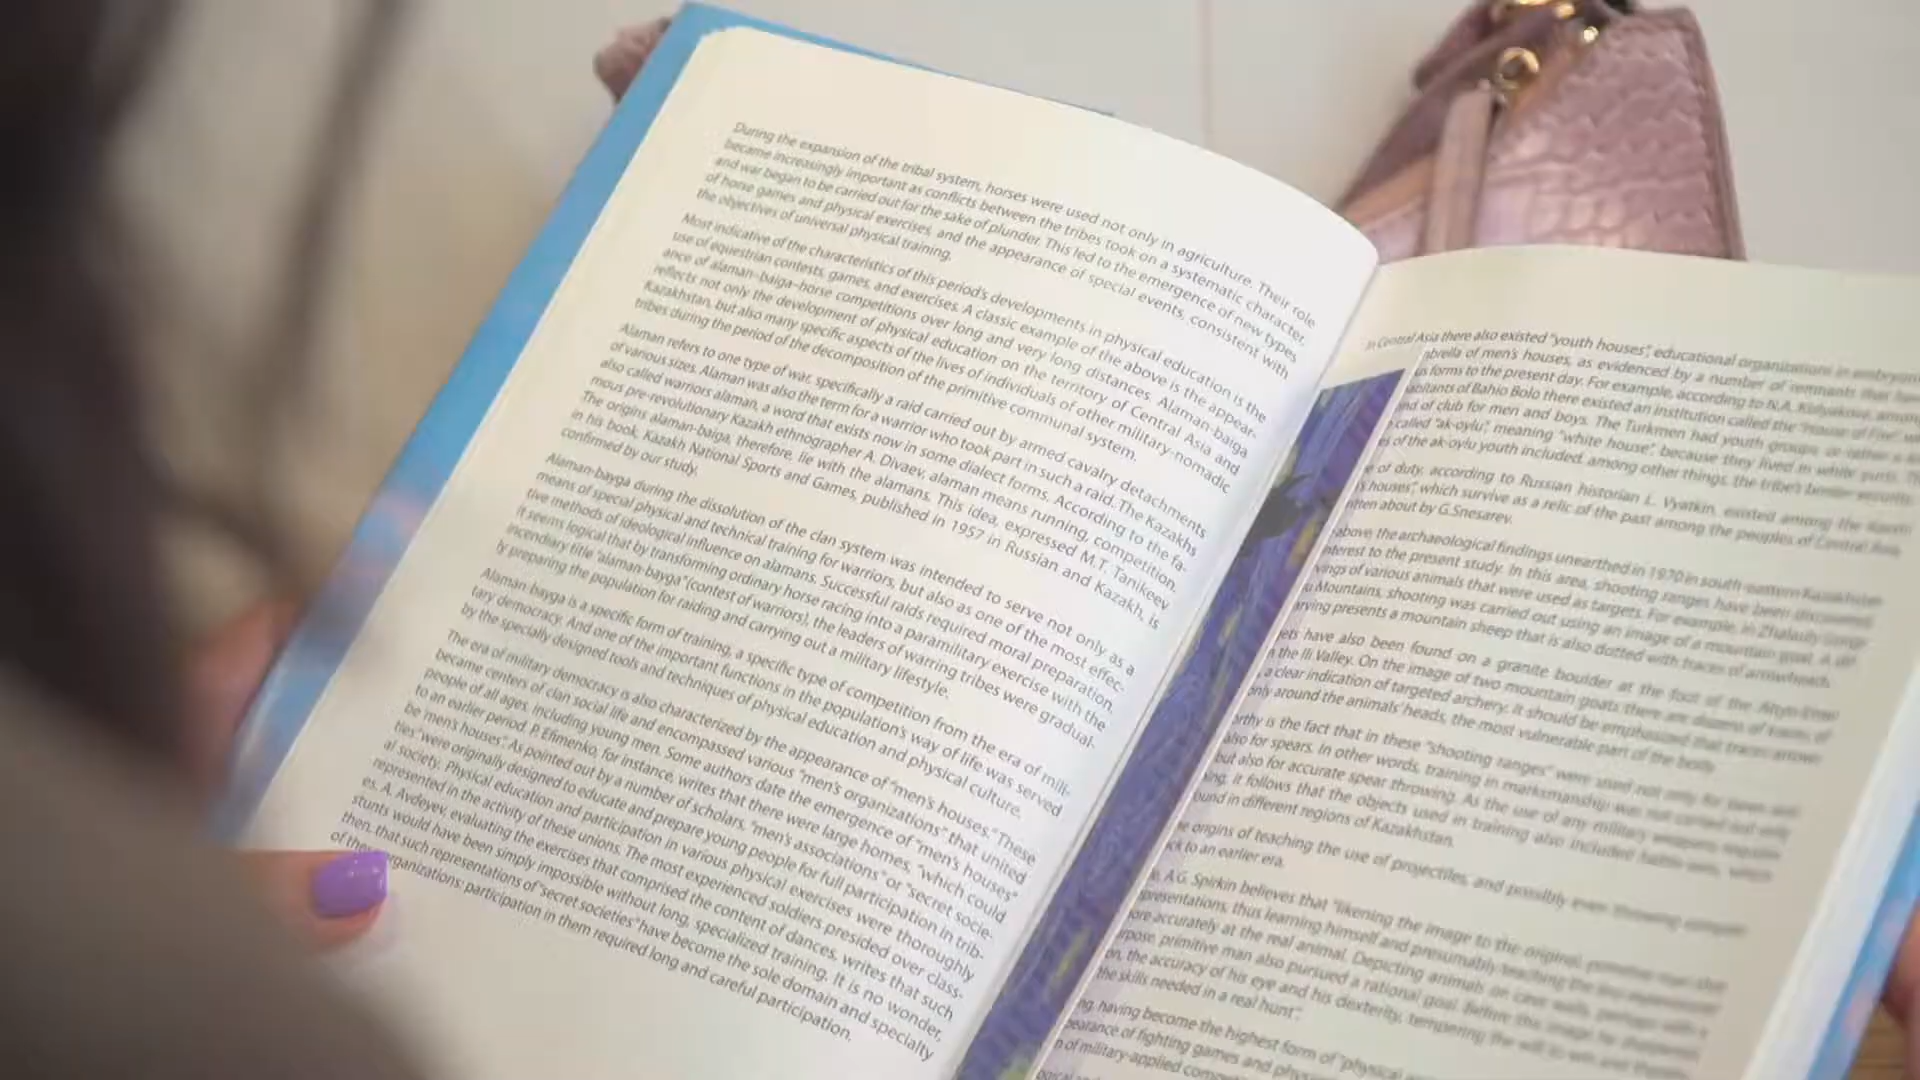 During the expansion of the tribal system, horses were used not only in agriculture. Their role
became increasingly important as conflicts between the tribes took on a systematic character,
and war began to be carried out for the sake of plunder. This led to the emergence of new types
of horse games and physical exercises, and the appearance of special events, consistent with
the objectives of universal physical training.
Most indicative of the characteristics of this period's developments in physical education is the
use of equestrian contests, games, and exercises. A classic example of the above is the appear-
ance of alaman–baiga–horse competitions over long and very long distances. Alaman-baiga
reflects not only the development of physical education on the territory of Central Asia and
Kazakhstan, but also many specific aspects of the lives of individuals of other military-nomadic
tribes during the period of the decomposition of the primitive communal system.
Alaman refers to one type of war, specifically a raid carried out by armed cavalry detachments
of various sizes. Alaman was also the term for a warrior who took part in such a raid. The Kazakhs
also called warriors alaman, a word that exists now in some dialect forms. According to the fa-
mous pre-revolutionary Kazakh ethnographer A. Divaev, alaman means running, competition.
The origins alaman-baiga, therefore, lie with the alamans. This idea, expressed M.T. Tanikeev
in his book, Kazakh National Sports and Games, published in 1957 in Russian and Kazakh, is
confirmed by our study.
Alaman-bayga during the dissolution of the clan system was intended to serve not only as a
means of special physical and technical training for warriors, but also as one of the most effec-
tive methods of ideological influence on alamans. Successful raids required moral preparation.
It seems logical that by transforming ordinary horse racing into a paramilitary exercise with the
incendiary title "alaman-bayga" (contest of warriors), the leaders of warring tribes were gradual-
ly preparing the population for raiding and carrying out a military lifestyle.
Alaman-bayga is a specific form of training, a specific type of competition from the era of mili-
tary democracy. And one of the important functions in the population's way of life was served
by the specially designed tools and techniques of physical education and physical culture.
The era of military democracy is also characterized by the appearance of "men's houses." These
became centers of clan social life and encompassed various "men's organizations" that united
people of all ages, including young men. Some authors date the emergence of "men's houses"
to an earlier period. P. Efimenko, for instance, writes that there were large homes, "which could
be 'men's houses'. As pointed out by a number of scholars, "men's associations" or "secret socie-
ties" were originally designed to educate and prepare young people for full participation in trib-
al society. Physical education and participation in various, physical exercises were thoroughly
represented in the activity of these unions. The most experienced soldiers presided over class-
es. A. Avdeyev, evaluating the exercises that comprised the content of dances, writes that such
stunts would have been simply impossible without long, specialized training. It is no wonder,
then, that such representations of "secret societies" have become the sole domain and specialty
of these organizations: participation in them required long and careful participation.
In Central Asia there also existed "youth houses", educational organizations in embryonic
of men's houses, as evidenced by a number of remnants that have
forms to the present day. For example, according to N.A. Kislyakova, among
of Bahio Bolo there existed an institution called the "House of Fire",
of club for men and boys. The Turkmen had youth groups, or rather a
called "ak-oylu", meaning "white house", because they lived in white yurts.
of the ak-oylu youth included, among other things, the tribe's border security.
of duty, according to Russian historian L. Vyatkin, existed among the
houses", which survive as a relic of the past among the peoples of Central Asia,
about by G.Snesarev.
above, the archaeological findings unearthed in 1970 in south-eastern Kazakhstan
to the present study. In this area, shooting ranges have been discovered
of various animals that were used as targets. For example, in Zhalauly Gorge
Mountains, shooting was carried out using an image of a mountain goat. A
presents a mountain sheep that is also dotted with traces of arrowheads.
have also been found on a granite boulder at the foot of the
the Ili Valley. On the image of two mountain goats there are dozens of traces of
a clear indication of targeted archery. It should be emphasized that traces
only around the animals' heads, the most vulnerable part of the body.
is the fact that in these "shooting ranges" were used not only for
also for spears. In other words, training in marksmanship was not carried out only
but also for accurate spear throwing. As the use of any military weapons
it follows that the objects used in training also included
in different regions of Kazakhstan.
origins of teaching the use of projectiles, and possibly even throwing
to an earlier era.
A.G. Spirkin believes that "likening the image to the original, primitive man
thus learning himself and presumably teaching the
accurately at the real animal. Depicting animals on cave walls, perhaps with a
primitive man also pursued a rational goal. Before this image he
the accuracy of his eye and his dexterity, tempering the will to win
the skills needed in a real hunt".
having become the highest form of "physical
of fighting games and
of military-applied